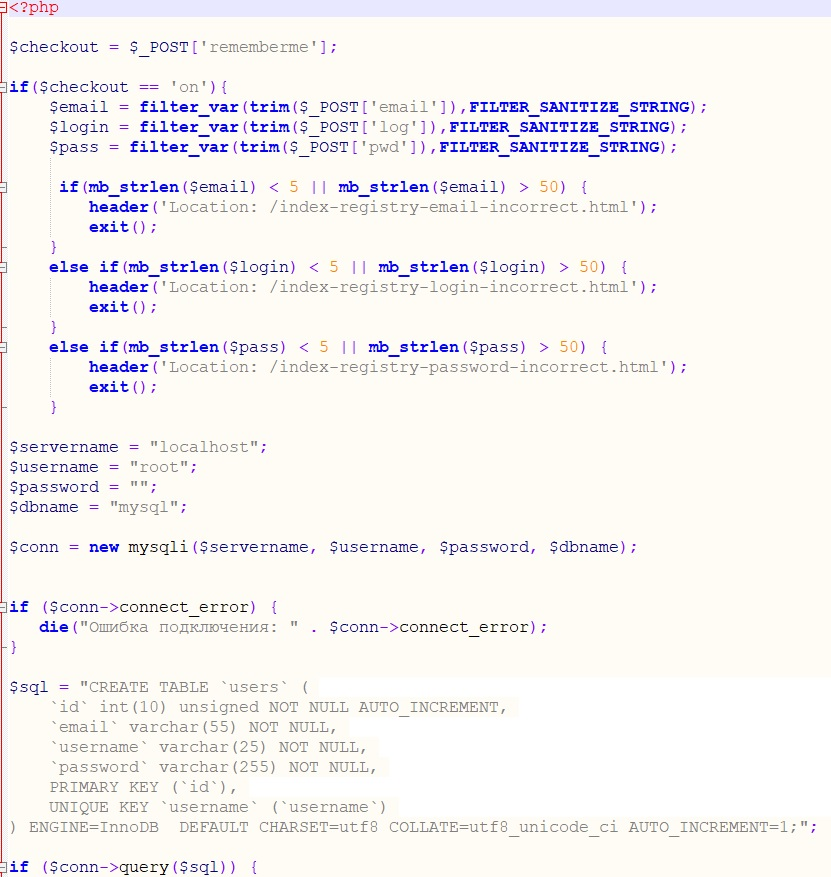 <?php
$checkout = $_POST['rememberme'];
if($checkout == 'on'){
$email = filter_var(trim($_POST['email']),FILTER_SANITIZE_STRING);
$login = filter_var(trim($_POST['log']),FILTER_SANITIZE_STRING);
$pass = filter_var(trim($_POST['pwd']),FILTER_SANITIZE_STRING);
if(mb_strlen($email) < 5 || mb_strlen($email) > 50) {
header('Location: /index-registry-email-incorrect.html');
exit();
}
else if(mb_strlen($login) < 5 || mb_strlen($login) > 50) {
header('Location: /index-registry-login-incorrect.html');
exit();
}
else if(mb_strlen($pass) < 5 || mb_strlen($pass) > 50) {
header('Location: /index-registry-password-incorrect.html');
exit();
}
$servername = "localhost";
$username = "root";
$password = "";
$dbname = "mysql";
$conn = new mysqli($servername, $username, $password, $dbname);
if ($conn->connect_error) {
die("Ошибка подключения: " . $conn->connect_error);
}
$sql = "CREATE TABLE `users` (
`id` int(10) unsigned NOT NULL AUTO_INCREMENT,
`email` varchar(55) NOT NULL,
`username` varchar(25) NOT NULL,
`password` varchar(255) NOT NULL,
PRIMARY KEY (`id`),
UNIQUE KEY `username` (`username`)
) ENGINE=InnoDB  DEFAULT CHARSET=utf8 COLLATE=utf8_unicode_ci AUTO_INCREMENT=1;";
if ($conn->query($sql)) {